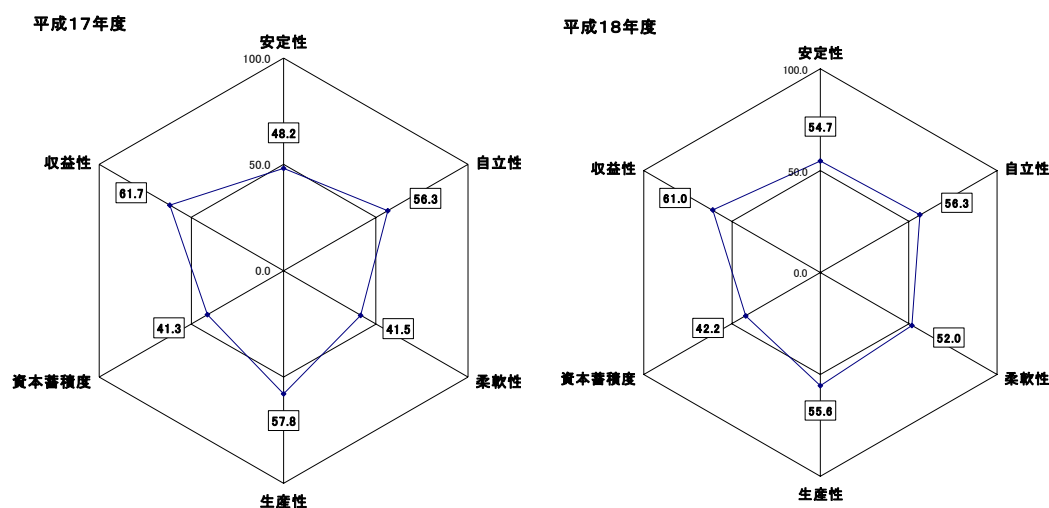 平成17年度
安定性
100.0
48.2
収益性
50.0
自立性
61.7
56.3
0.0
41.3
41.5
資本蓄積度
柔軟性
57.8
生産性
平成18年度
安定性
100.0
54.7
収益性
50.0
自立性
61.0
56.3
0.0
42.2
52.0
資本蓄積度
柔軟性
55.6
生産性